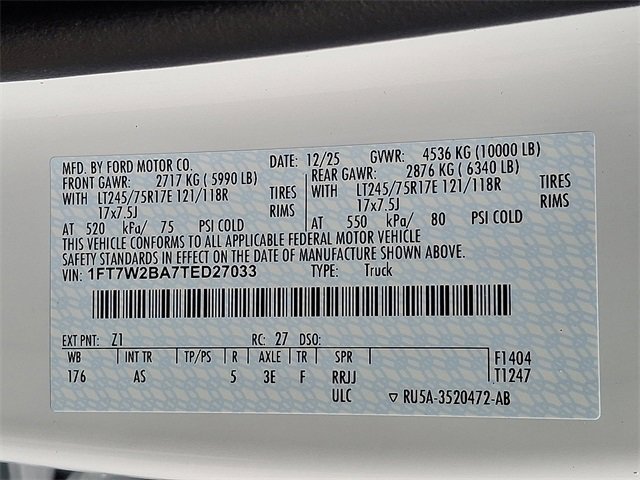 MFD. BY FORD MOTOR CO. DATE: 12/25 GVWR: 4536 KG (10000 LB)
FRONT GAWR: 2717 KG ( 5990 LB) REAR GAWR: 2876 KG ( 6340 LB)
WITH LT245/75R17E 121/118R TIRES WITH LT245/75R17E 121/118R TIRES
17x7.5J RIMS 17x7.5J RIMS
AT 520 kPa/ 75 PSI COLD AT 550 kPa/ 80 PSI COLD
THIS VEHICLE CONFORMS TO ALL APPLICABLE FEDERAL MOTOR VEHICLE
SAFETY STANDARDS IN EFFECT ON THE DATE OF MANUFACTURE SHOWN ABOVE.
VIN: 1FT7W2BA7TED27033 TYPE: Truck
EXT PNT: Z1 RC: 27 DSO:
WB INT TR TP/PS R AXLE TR SPR F1404
176 AS 5 3E F RRJJ T1247
ULC ▽ RU5A-3520472-AB